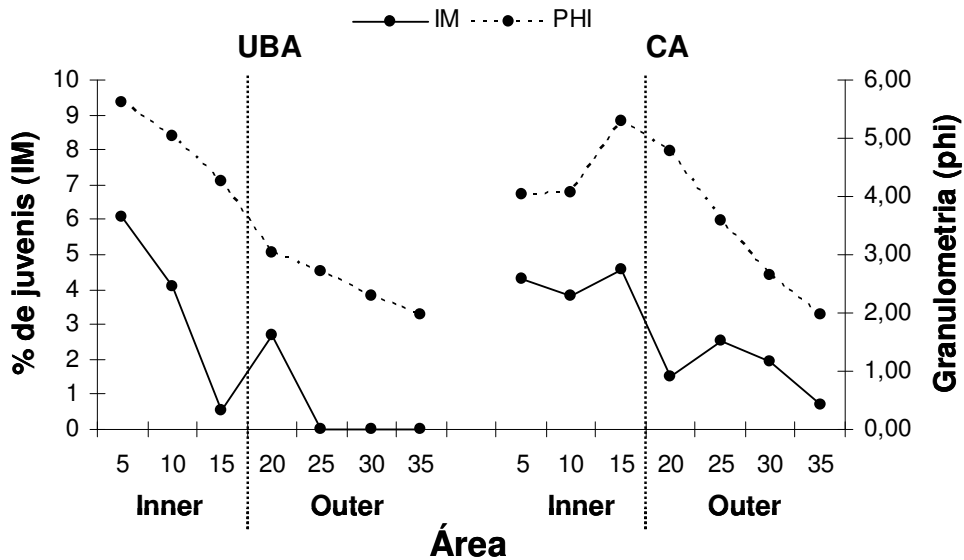 IM PHI
UBA CA
% de juvenis (IM)
10
9
8
7
6
5
4
3
2
1
0
6,00
5,00
4,00
3,00
2,00
1,00
0,00
Granulometria (phi)
5 10 15 20 25 30 35 5 10 15 20 25 30 35
Inner Outer Inner Outer
Área